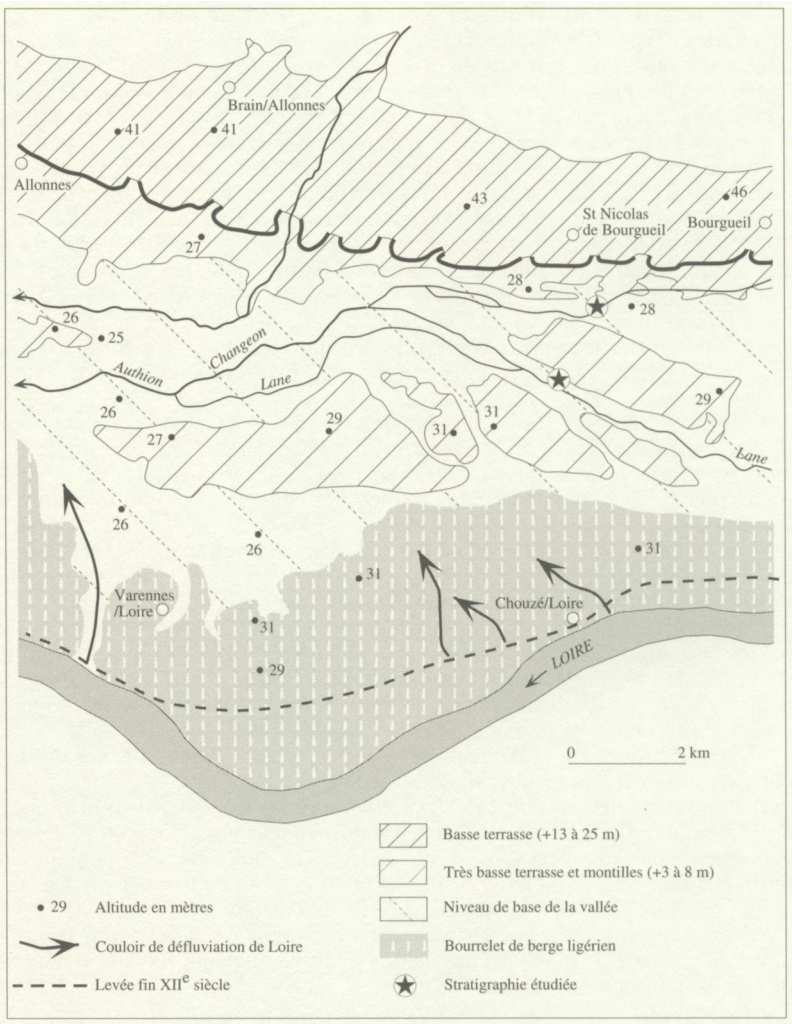 Brain/Allonnes
41
41
Allonnes
43
46
St Nicolas
de Bourgueil
Bourgueil
27
28
28
26
25
Changeon
Authion
Lane
26
29
27
29
31
31
Lane
26
26
31
31
Varennes
/Loire
Chouzé/Loire
31
29
LOIRE
0
2 km
Basse terrasse (+13 à 25 m)
Très basse terrasse et montilles (+3 à 8 m)
29
Altitude en mètres
Niveau de base de la vallée
Couloir de défluviation de Loire
Bourrelet de berge ligérien
Levée fin XIIe siècle
Stratigraphie étudiée